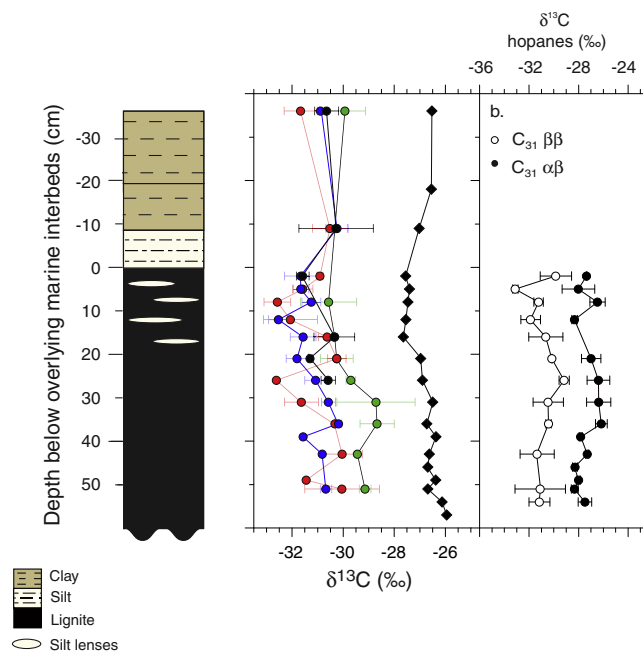 δ¹³C
hopanes (‰)
-36 -32 -28 -24
b.
C₃₁ ββ
C₃₁ αβ
Depth below overlying marine interbeds (cm)
-30
-20
-10
0
10
20
30
40
50
-32 -30 -28 -26
δ¹³C (‰)
Clay
Silt
Lignite
Silt lenses